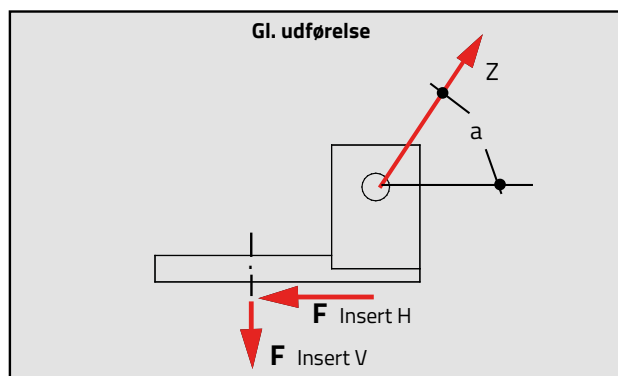 Gl. udførelse
Z
a
F Insert H
F Insert V